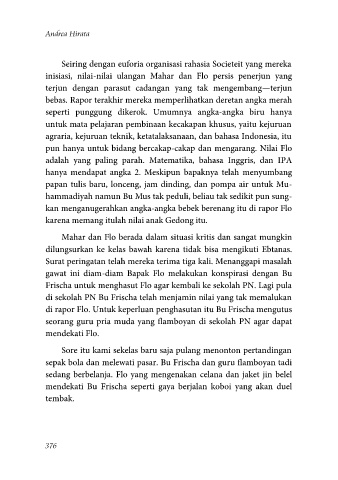 Andrea Hirata
Seiring dengan euforia organisasi rahasia Societeit yang mereka
inisiasi, nilai-nilai ulangan Mahar dan Flo persis penerjun yang
terjun dengan parasut cadangan yang tak mengembang—terjun
bebas. Rapor terakhir mereka memperlihatkan deretan angka merah
seperti punggung dikerok. Umumnya angka-angka biru hanya
untuk mata pelajaran pembinaan kecakapan khusus, yaitu kejuruan
agraria, kejuruan teknik, ketatalaksanaan, dan bahasa Indonesia, itu
pun hanya untuk bidang bercakap-cakap dan mengarang. Nilai Flo
adalah yang paling parah. Matematika, bahasa Inggris, dan IPA
hanya mendapat angka 2. Meskipun bapaknya telah menyumbang
papan tulis baru, lonceng, jam dinding, dan pompa air untuk Mu-
hammadiyah namun Bu Mus tak peduli, beliau tak sedikit pun sung-
kan menganugerahkan angka-angka bebek berenang itu di rapor Flo
karena memang itulah nilai anak Gedong itu.
Mahar dan Flo berada dalam situasi kritis dan sangat mungkin
dilungsurkan ke kelas bawah karena tidak bisa mengikuti Ebtanas.
Surat peringatan telah mereka terima tiga kali. Menanggapi masalah
gawat ini diam-diam Bapak Flo melakukan konspirasi dengan Bu
Frischa untuk menghasut Flo agar kembali ke sekolah PN. Lagi pula
di sekolah PN Bu Frischa telah menjamin nilai yang tak memalukan
di rapor Flo. Untuk keperluan penghasutan itu Bu Frischa mengutus
seorang guru pria muda yang flamboyan di sekolah PN agar dapat
mendekati Flo.
Sore itu kami sekelas baru saja pulang menonton pertandingan
sepak bola dan melewati pasar. Bu Frischa dan guru flamboyan tadi
sedang berbelanja. Flo yang mengenakan celana dan jaket jin belel
mendekati Bu Frischa seperti gaya berjalan koboi yang akan duel
tembak.
376